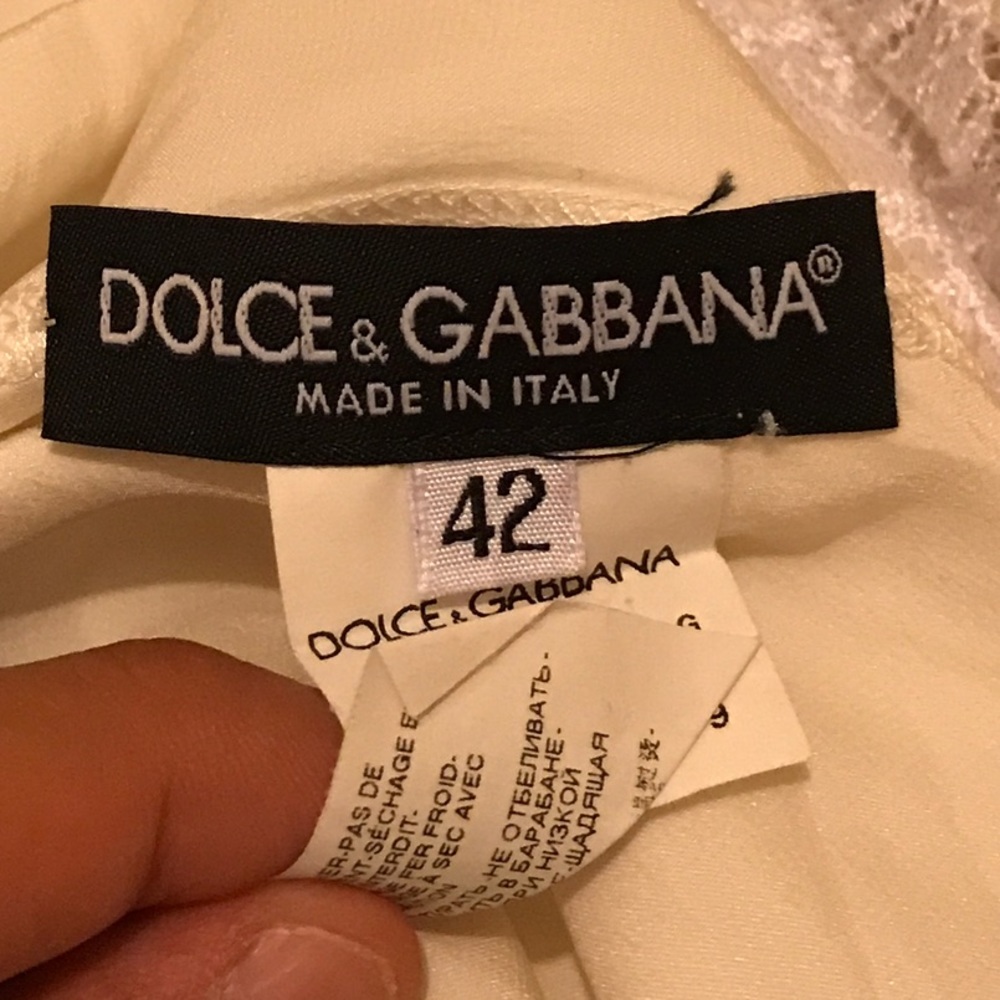 DOLCE & GABBANA®
MADE IN ITALY
42
DOLCE & GABBANA
G
9
PAS DE
SÉCHAGE
FER FROID-
À SEC AVEC
НЕ ОТБЕЛИВАТЬ-
В БАРАБАНЕ-
НИЗКОЙ
ЩАДЯЩАЯ